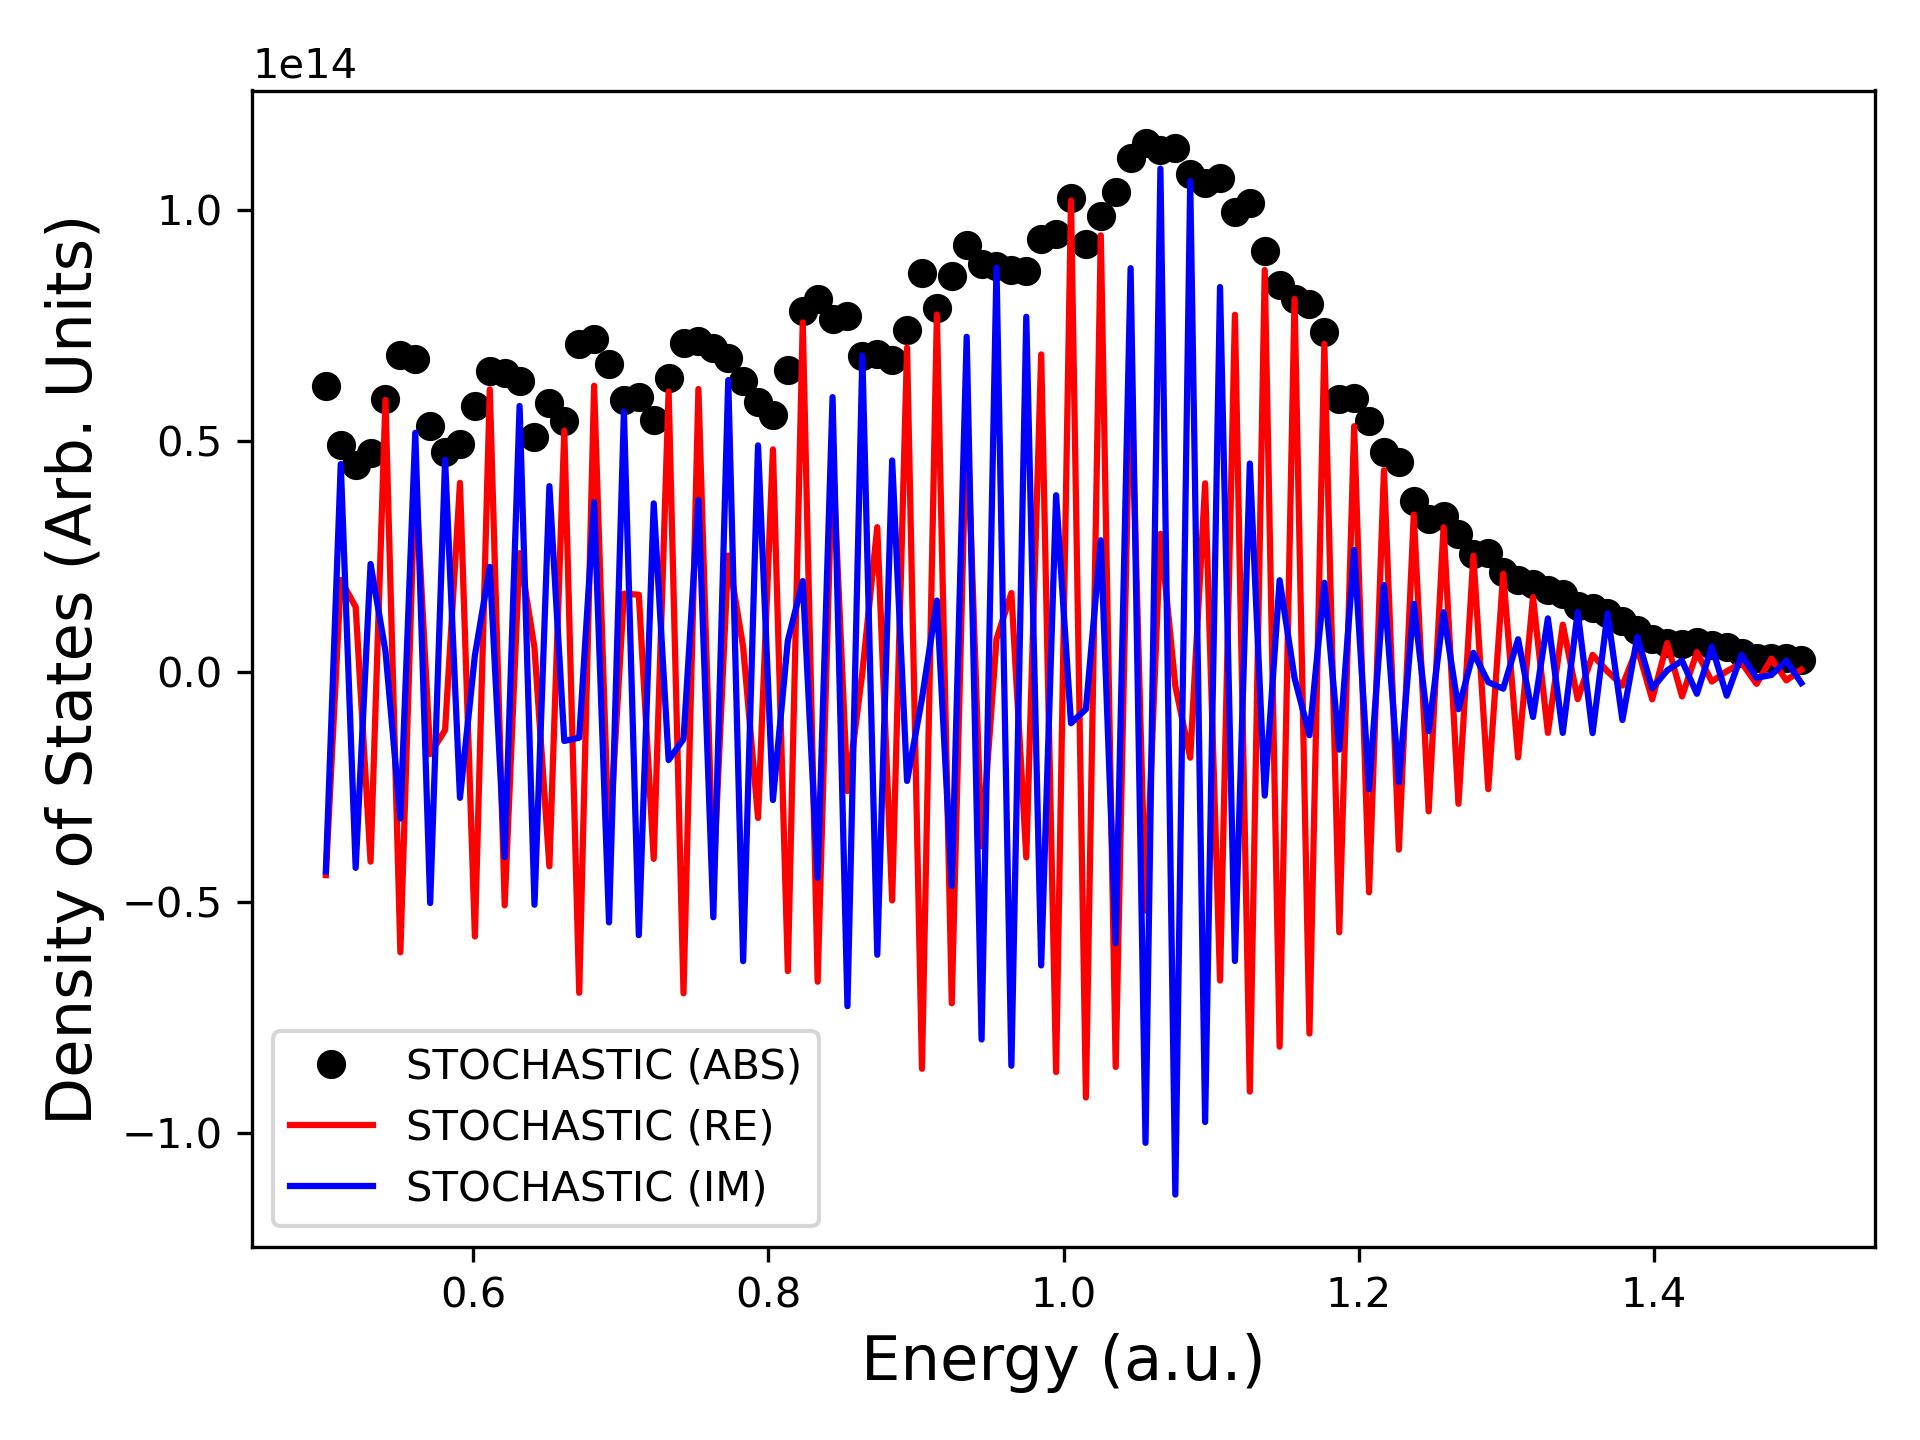 1e14
Density of States (Arb. Units)
1.0
0.5
0.0
−0.5
−1.0
STOCHASTIC (ABS)
STOCHASTIC (RE)
STOCHASTIC (IM)
0.6 0.8 1.0 1.2 1.4
Energy (a.u.)